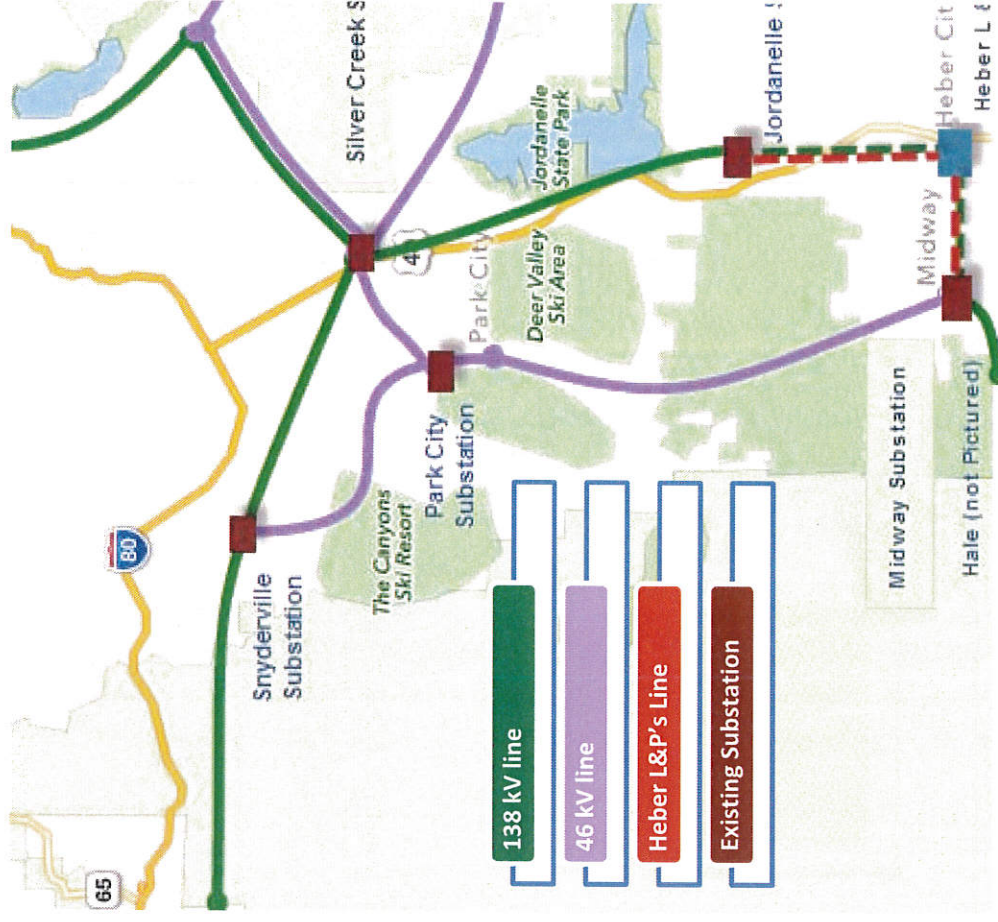 65
80
Snyderville
Substation
The Canyons
Ski Resort
Park City
Substation
Park City
Silver Creek S
4
Deer Valley
Ski Area
Jordanelle
State Park
Jordanelle
Heber Cit
Heber L &
Midway
Midway Substation
Hale (not Pictured)
138 kV line
46 kV line
Heber L&P's Line
Existing Substation